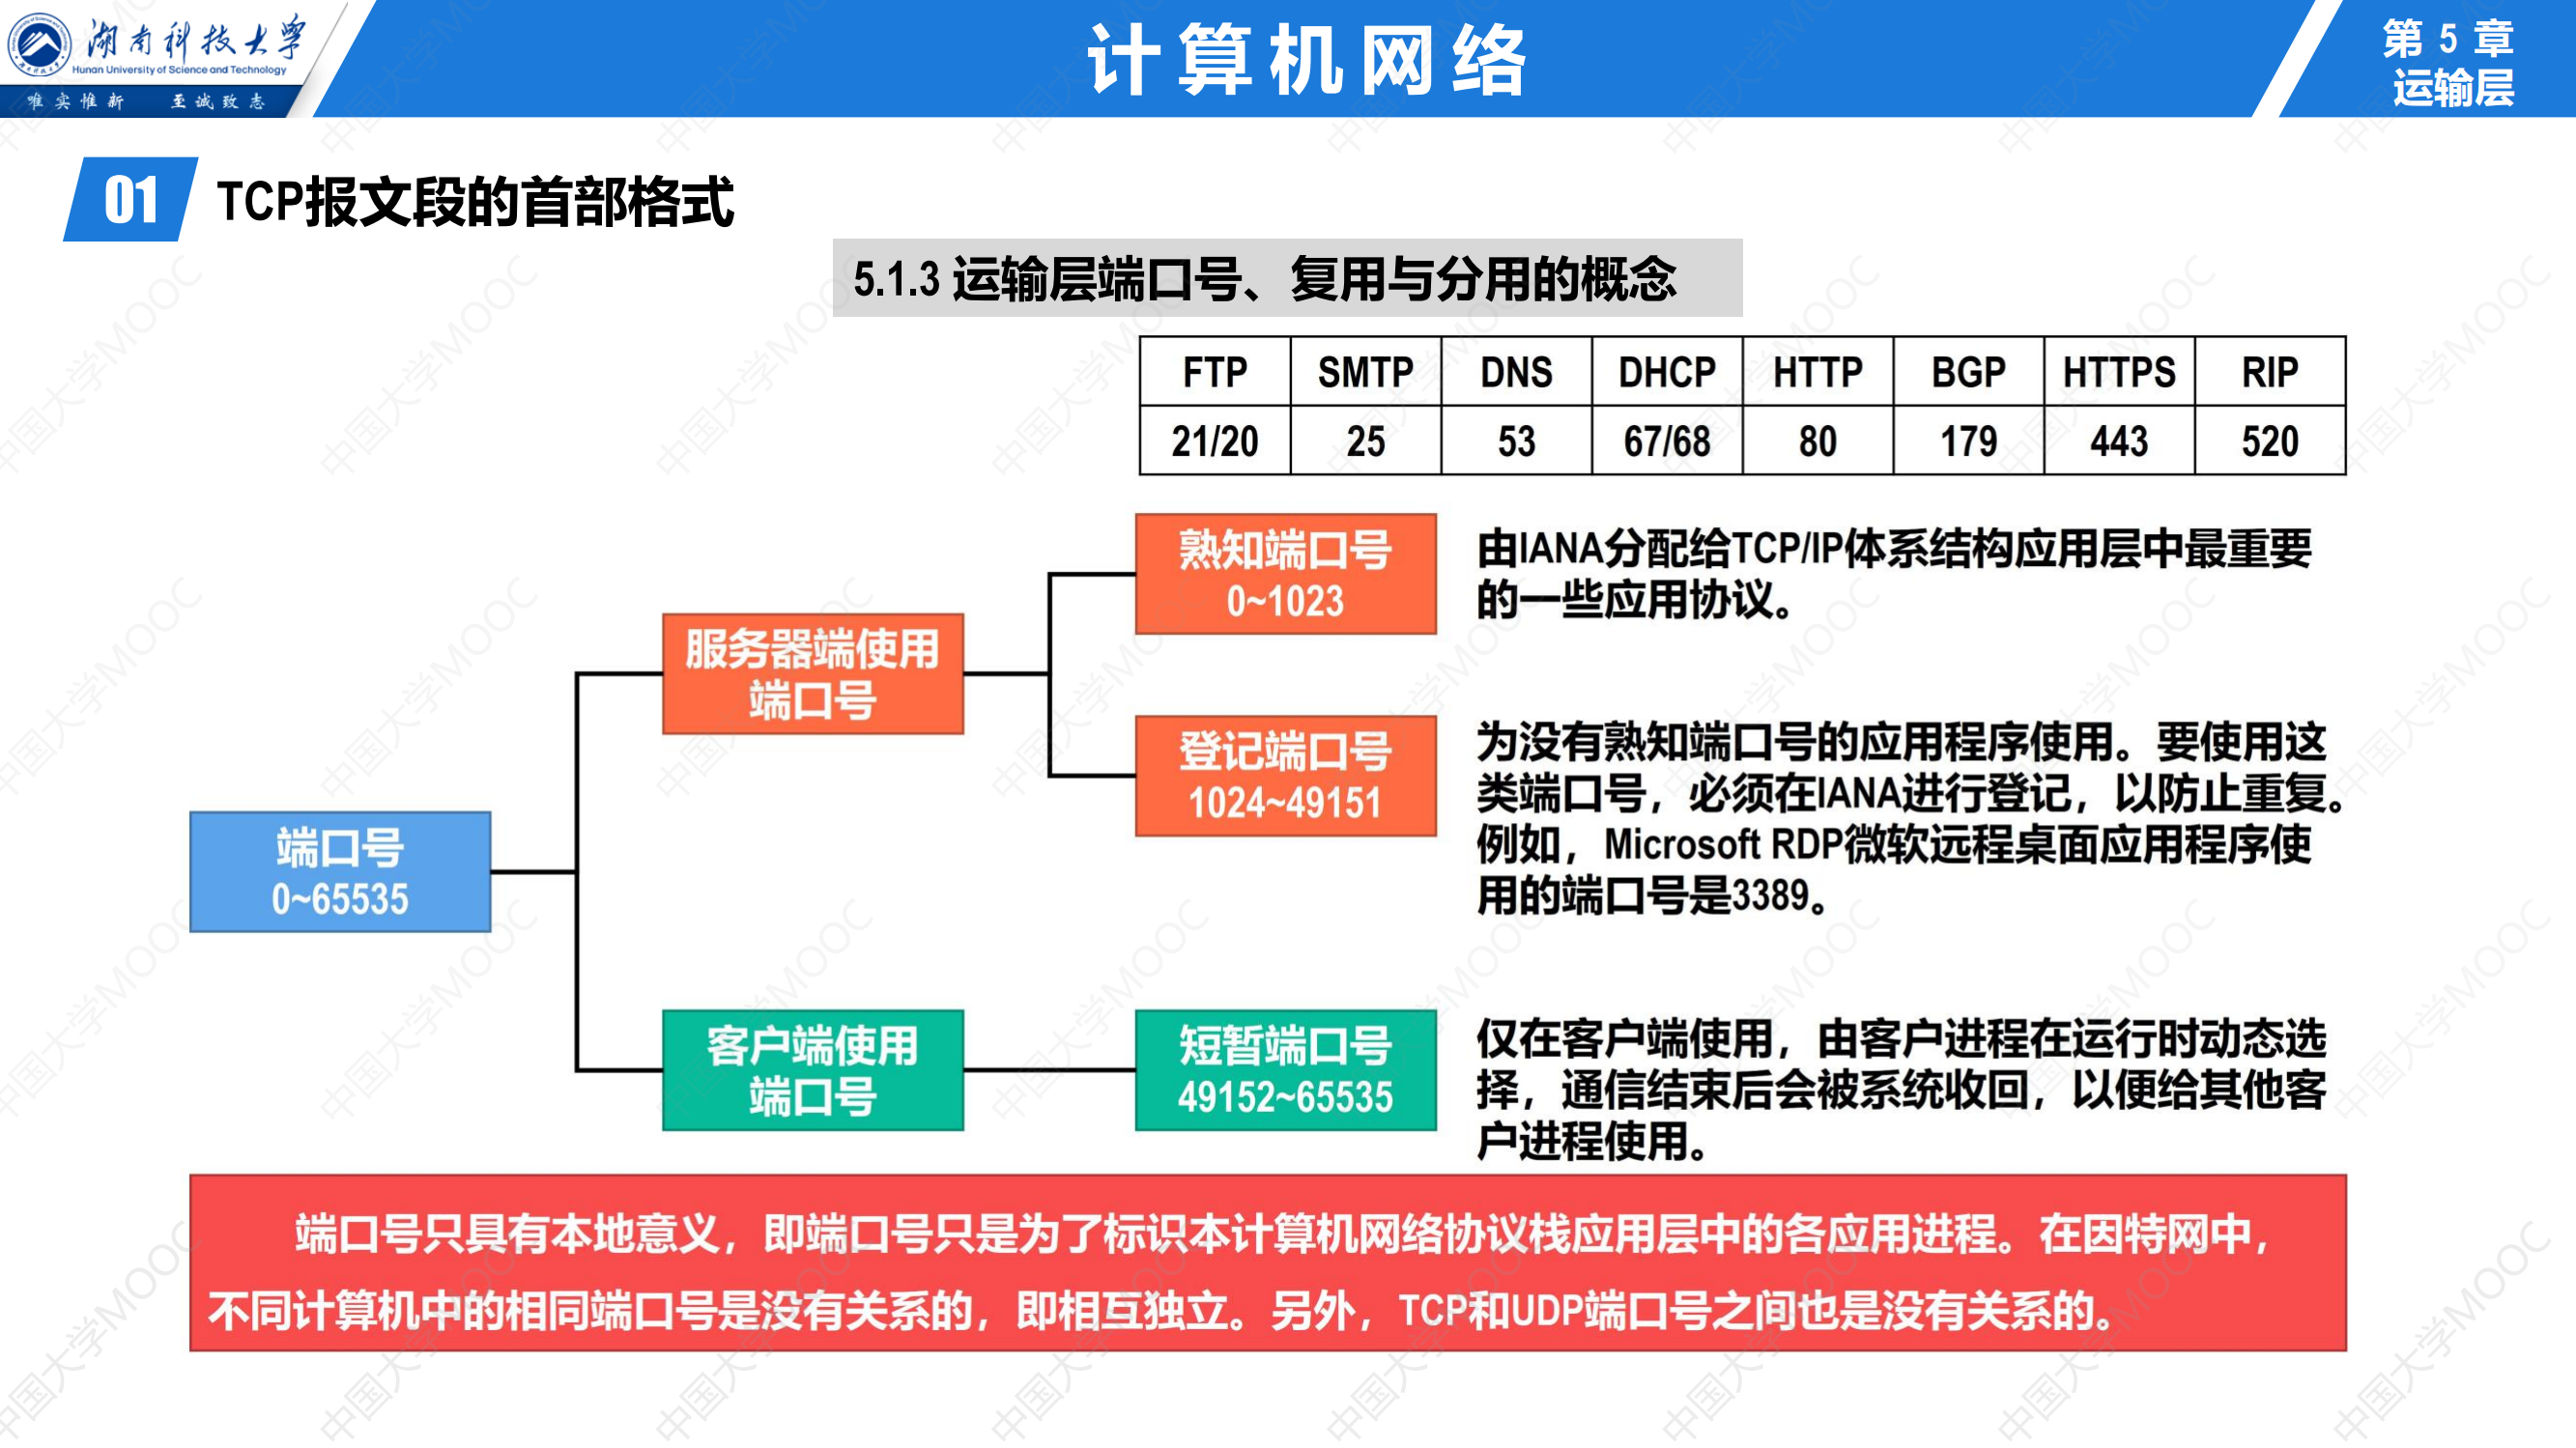 湖南科技大学
Hunan University of Science and Technology
唯实惟新 至诚致志
计算机网络
第 5 章
运输层
01 TCP报文段的首部格式
5.1.3 运输层端口号、复用与分用的概念
FTP SMTP DNS DHCP HTTP BGP HTTPS RIP
21/20 25 53 67/68 80 179 443 520
熟知端口号
0~1023
由IANA分配给TCP/IP体系结构应用层中最重要
的一些应用协议。
服务器端使用
端口号
登记端口号
1024~49151
为没有熟知端口号的应用程序使用。要使用这
类端口号，必须在IANA进行登记，以防止重复。
例如，Microsoft RDP微软远程桌面应用程序使
用的端口号是3389。
端口号
0~65535
客户端使用
端口号
短暂端口号
49152~65535
仅在客户端使用，由客户进程在运行时动态选
择，通信结束后会被系统收回，以便给其他客
户进程使用。
端口号只具有本地意义，即端口号只是为了标识本计算机网络协议栈应用层中的各应用进程。在因特网中，
不同计算机中的相同端口号是没有关系的，即相互独立。另外，TCP和UDP端口号之间也是没有关系的。
中国大学MOOC